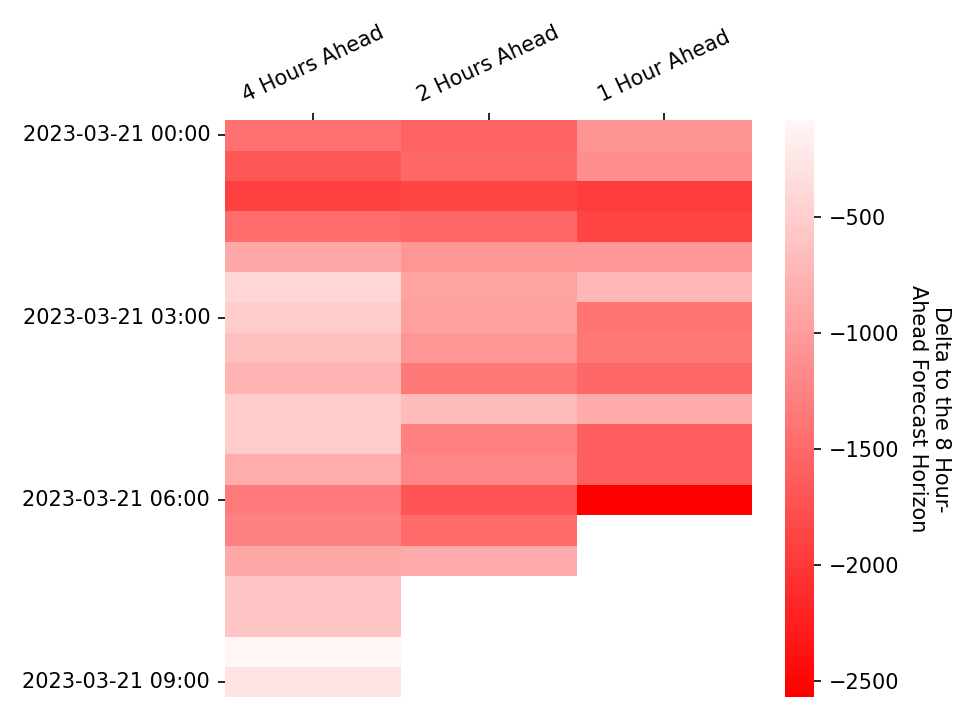 4 Hours Ahead
2 Hours Ahead
1 Hour Ahead
2023-03-21 00:00
2023-03-21 03:00
2023-03-21 06:00
2023-03-21 09:00
−500
−1000
−1500
−2000
−2500
Delta to the 8 Hour-
Ahead Forecast Horizon